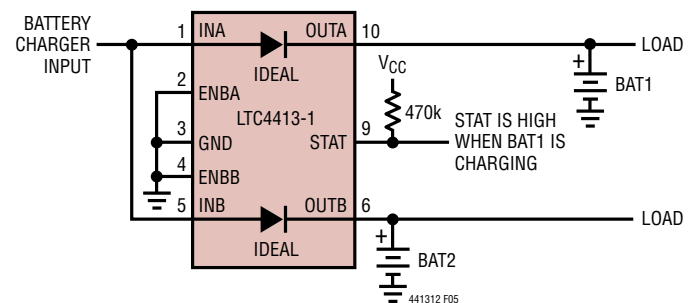 BATTERY
CHARGER
INPUT
1
INA
OUTA
10
LOAD
IDEAL
2
ENBA
VCC
470k
+
BAT1
LTC4413-1
3
GND
STAT
9
STAT IS HIGH
WHEN BAT1 IS
CHARGING
4
ENBB
5
INB
OUTB
6
LOAD
IDEAL
+
BAT2
441312 F05